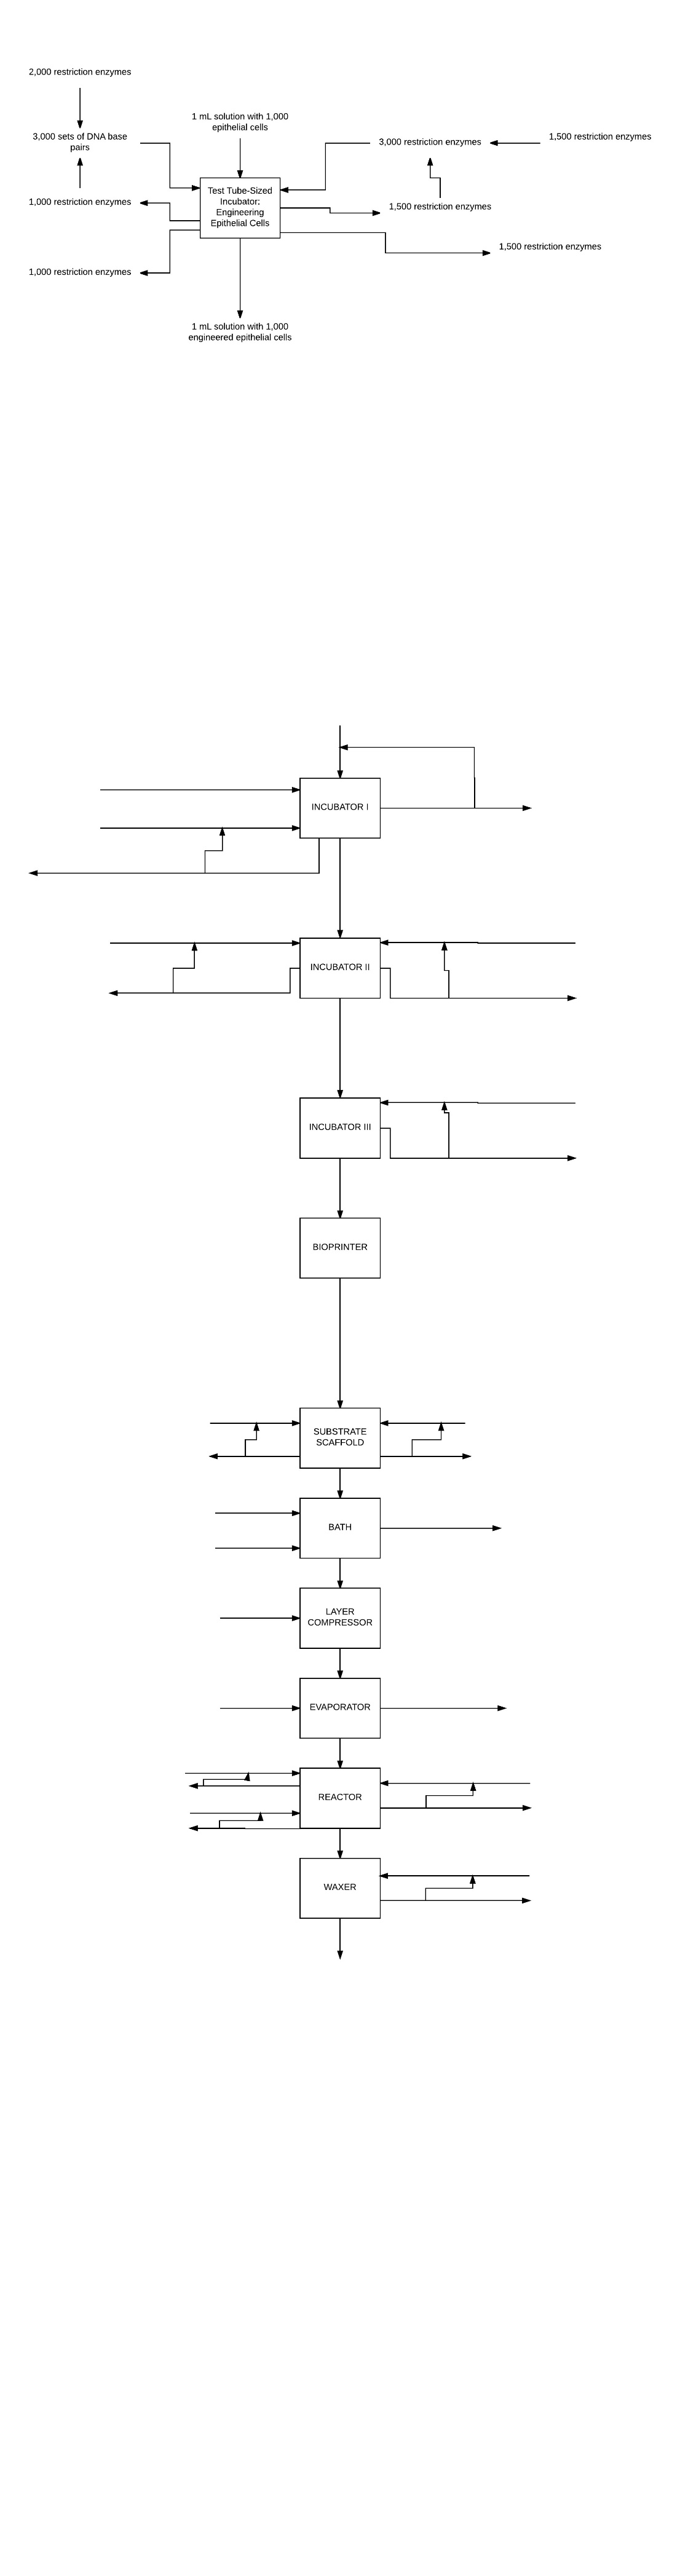 2,000 restriction enzymes
1 mL solution with 1,000
epithelial cells
3,000 sets of DNA base
pairs
3,000 restriction enzymes
1,500 restriction enzymes
Test Tube-Sized
Incubator;
Engineering
Epithelial Cells
1,000 restriction enzymes
1,500 restriction enzymes
1,500 restriction enzymes
1,000 restriction enzymes
1 mL solution with 1,000
engineered epithelial cells
INCUBATOR I
INCUBATOR II
INCUBATOR III
BIOPRINTER
SUBSTRATE
SCAFFOLD
BATH
LAYER
COMPRESSOR
EVAPORATOR
REACTOR
WAXER